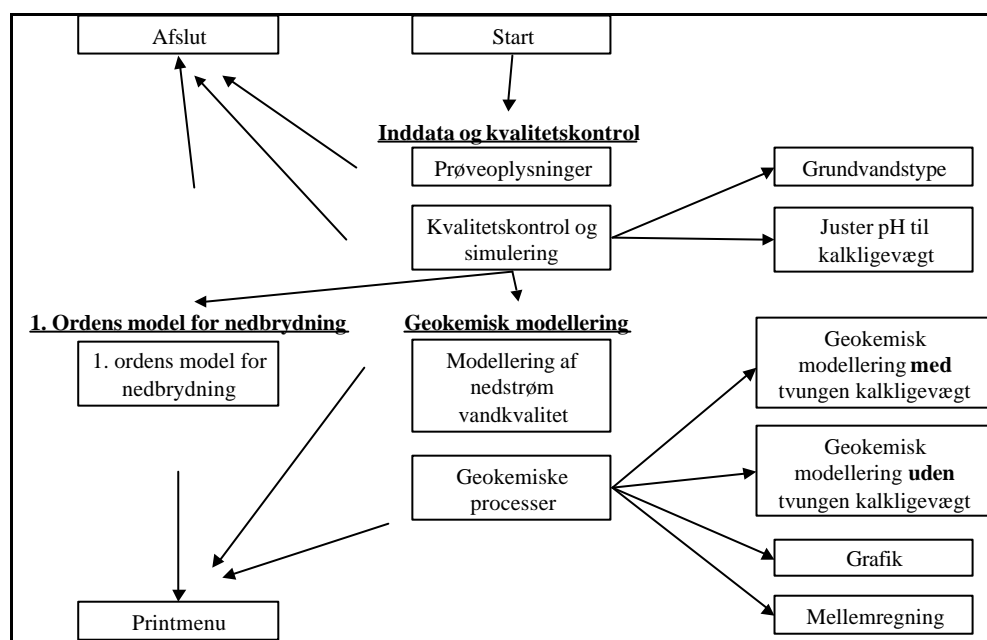 Afslut
Start
Inddata og kvalitetskontrol
Prøveoplysninger
Grundvandstype
Kvalitetskontrol og
simulering
Juster pH til
kalkligevægt
1. Ordens model for nedbrydning
Geokemisk modellering
1. ordens model for
nedbrydning
Modellering af
nedstrøm
vandkvalitet
Geokemisk
modellering med
tvungen kalkligevægt
Geokemiske
processer
Geokemisk
modellering uden
tvungen kalkligevægt
Grafik
Printmenu
Mellemregning